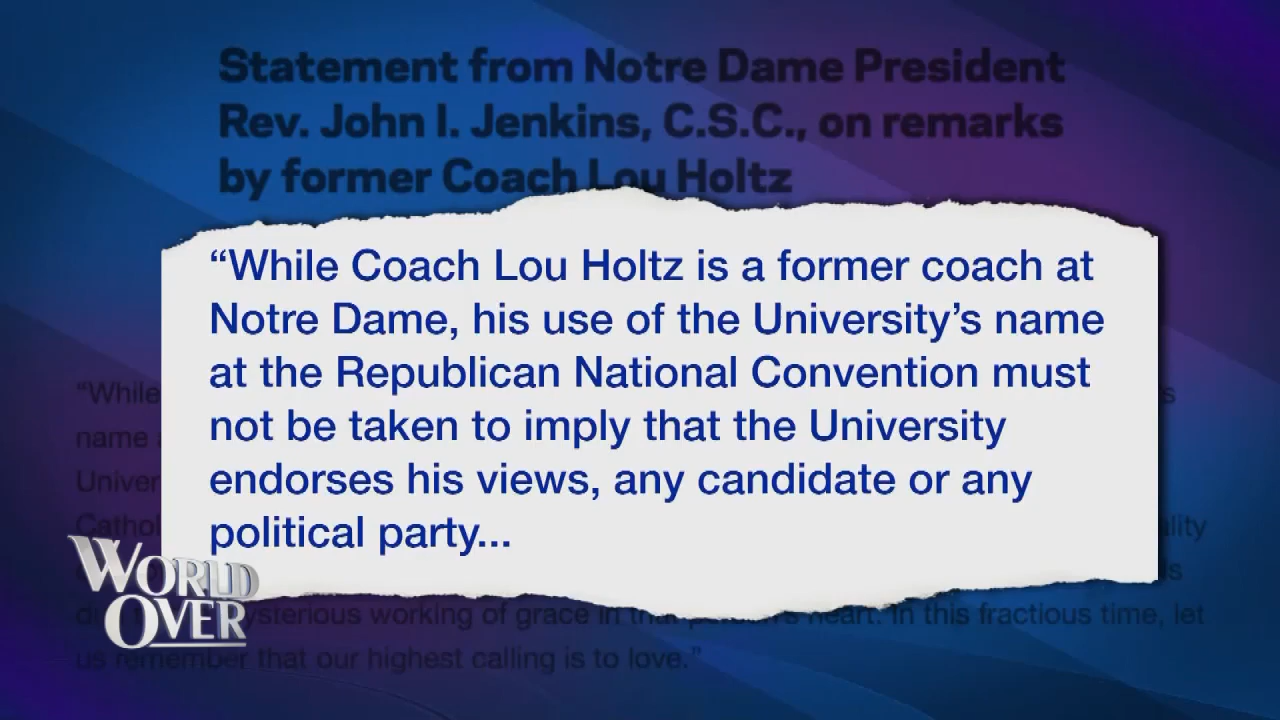 Statement from Notre Dame President
Rev. John I. Jenkins, C.S.C., on remarks
by former Coach Lou Holtz
“While Coach Lou Holtz is a former coach at
Notre Dame, his use of the University’s name
at the Republican National Convention must
not be taken to imply that the University
endorses his views, any candidate or any
political party...
“While
name
Univer
Cathol
working of grace in that heart. In this fractious time, let
us remember that our highest calling is to love.”
WORLD
OVER